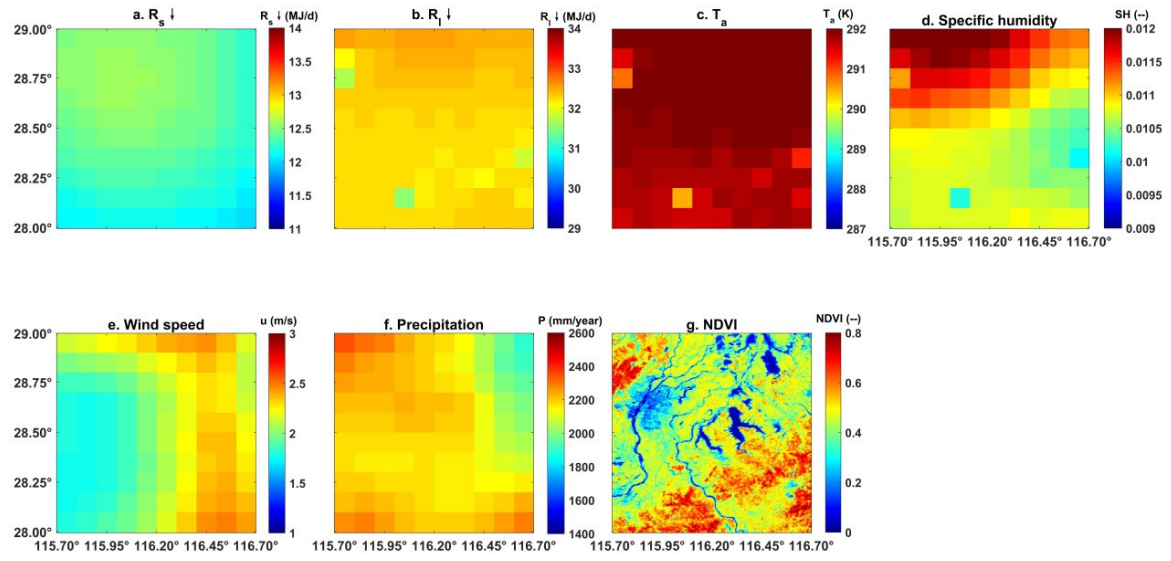 a. Rs ↓
Rs ↓ (MJ/d)
29.00°
28.75°
28.50°
28.25°
28.00°
14
13.5
13
12.5
12
11.5
11
b. Rl ↓
Rl ↓ (MJ/d)
34
33
32
31
30
29
c. Ta
Ta (K)
292
291
290
289
288
287
d. Specific humidity
SH (--)
0.012
0.0115
0.011
0.0105
0.01
0.0095
0.009
115.70° 115.95° 116.20° 116.45° 116.70°
e. Wind speed
u (m/s)
29.00°
28.75°
28.50°
28.25°
28.00°
3
2.5
2
1.5
1
115.70° 115.95° 116.20° 116.45° 116.70°
f. Precipitation
P (mm/year)
2600
2400
2200
2000
1800
1600
1400
115.70° 115.95° 116.20° 116.45° 116.70°
g. NDVI
NDVI (--)
0.8
0.6
0.4
0.2
0
115.70° 115.95° 116.20° 116.45° 116.70°